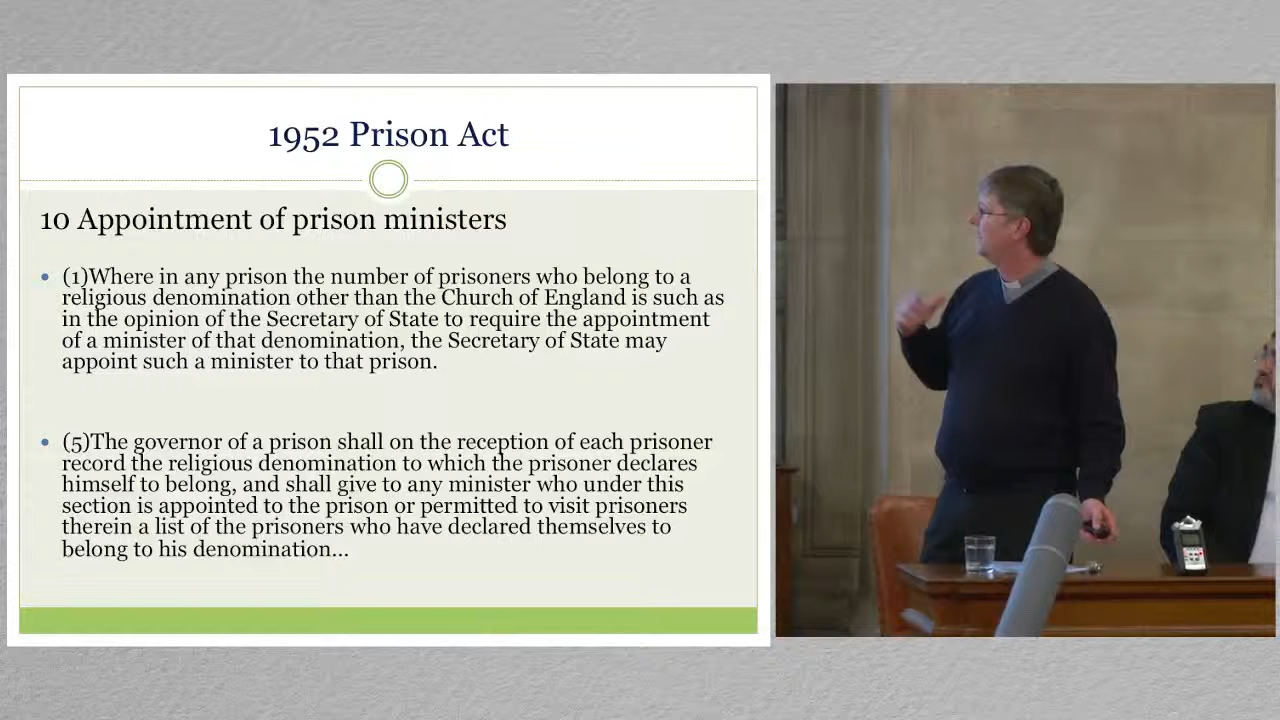 1952 Prison Act
10 Appointment of prison ministers
• (1)Where in any prison the number of prisoners who belong to a
religious denomination other than the Church of England is such as
in the opinion of the Secretary of State to require the appointment
of a minister of that denomination, the Secretary of State may
appoint such a minister to that prison.
• (5)The governor of a prison shall on the reception of each prisoner
record the religious denomination to which the prisoner declares
himself to belong, and shall give to any minister who under this
section is appointed to the prison or permitted to visit prisoners
therein a list of the prisoners who have declared themselves to
belong to his denomination...